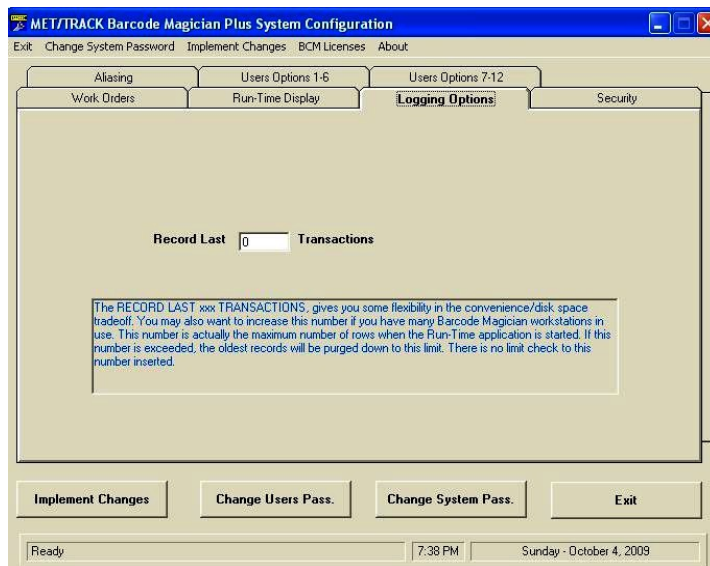 MET/TRACK Barcode Magician Plus System Configuration
Exit Change System Password Implement Changes BCM Licenses About
Aliasing Users Options 1-6 Users Options 7-12
Work Orders Run-Time Display Logging Options Security
Record Last 0 Transactions
The RECORD LAST xxx TRANSACTIONS, gives you some flexibility in the convenience/disk space
tradeoff. You may also want to increase this number if you have many Barcode Magician workstations in
use. This number is actually the maximum number of rows when the Run-Time application is started. If this
number is exceeded, the oldest records will be purged down to this limit. There is no limit check to this
number inserted.
Implement Changes Change Users Pass. Change System Pass. Exit
Ready 7:38 PM Sunday - October 4, 2009